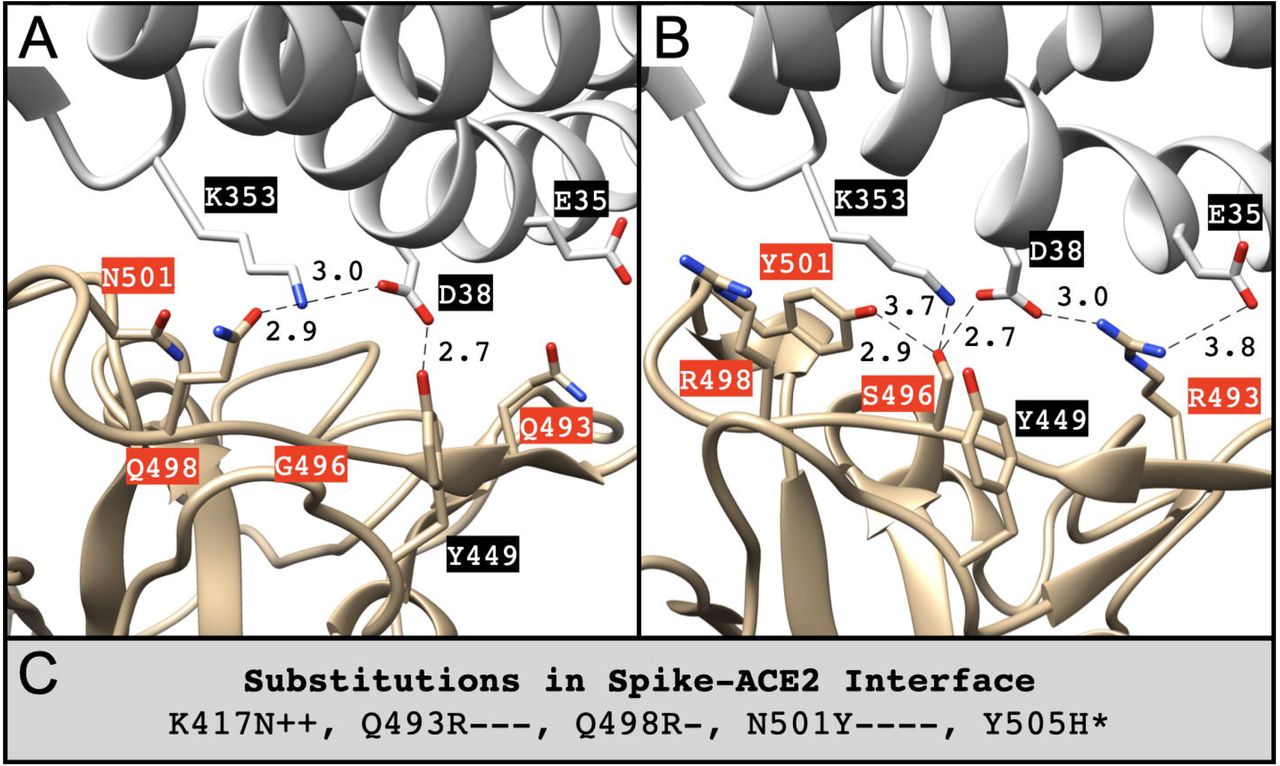 A
K353
E35
N501
3.0
D38
2.9
2.7
Q493
Q498
G496
Y449
B
K353
E35
D38
Y501
3.7
3.0
2.9
2.7
3.8
R498
S496
R493
Y449
C
Substitutions in Spike-ACE2 Interface
K417N++, Q493R---, Q498R-, N501Y----, Y505H*